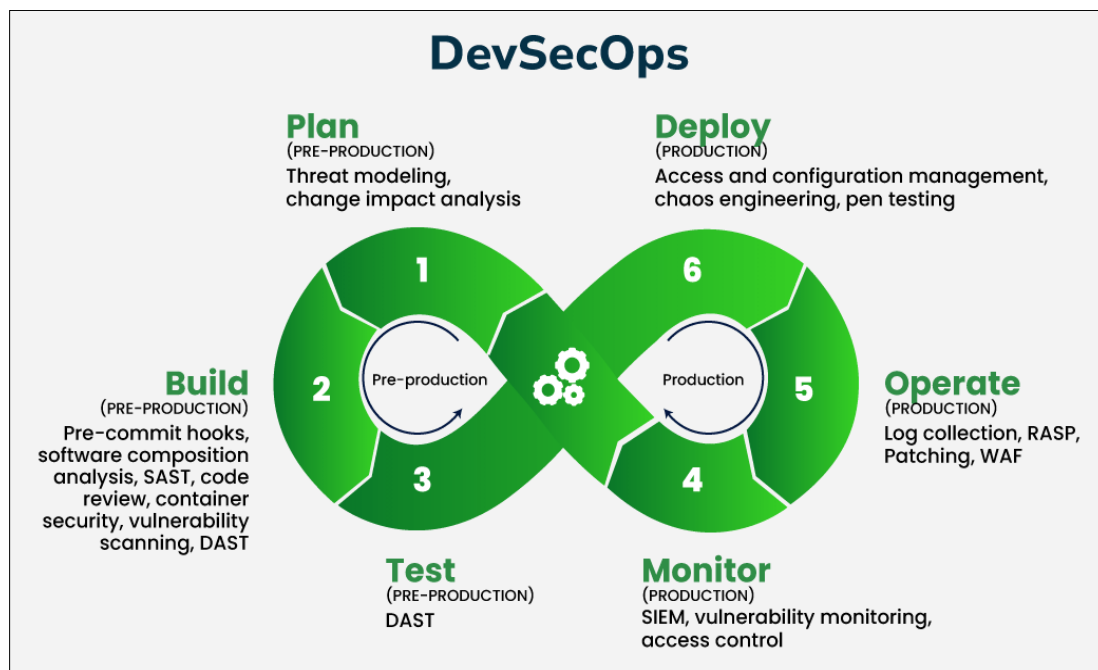 DevSecOps
Plan
(PRE-PRODUCTION)
Threat modeling,
change impact analysis
Deploy
(PRODUCTION)
Access and configuration management,
chaos engineering, pen testing
1
6
Build
(PRE-PRODUCTION)
Pre-commit hooks,
software composition
analysis, SAST, code
review, container
security, vulnerability
scanning, DAST
2
Pre-production
Production
5
Operate
(PRODUCTION)
Log collection, RASP,
Patching, WAF
3
4
Test
(PRE-PRODUCTION)
DAST
Monitor
(PRODUCTION)
SIEM, vulnerability monitoring,
access control